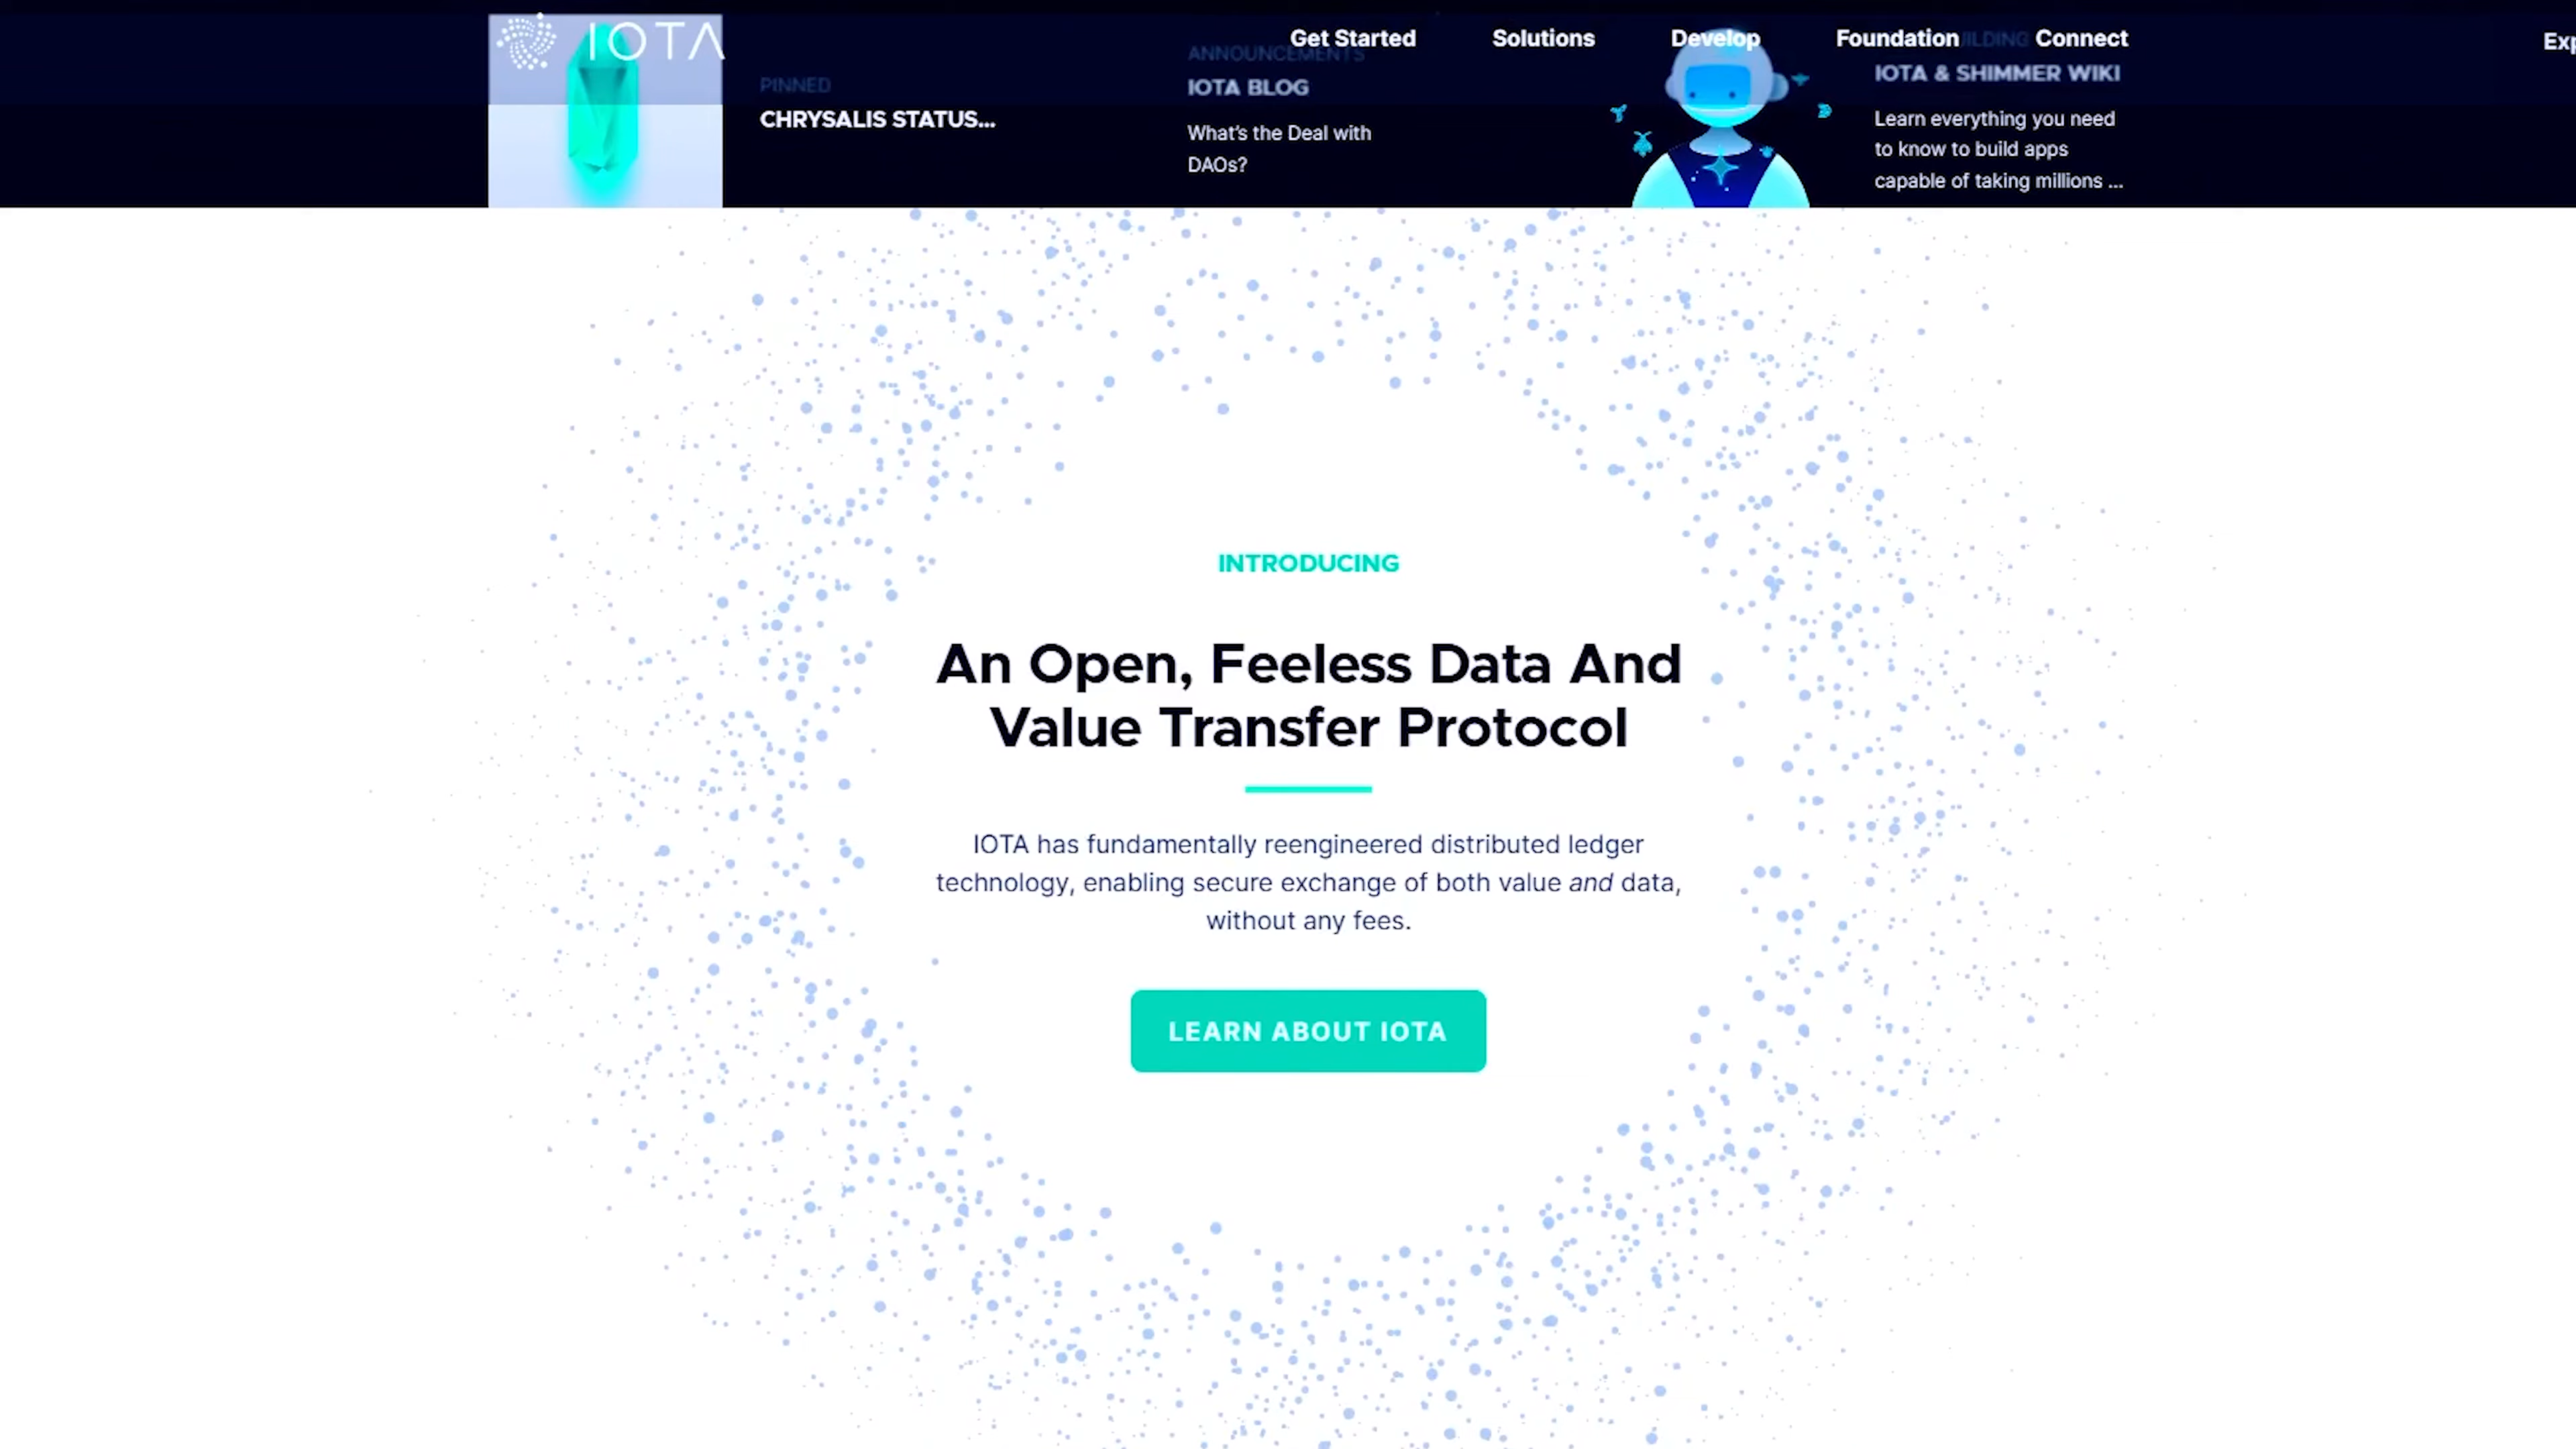 IOTA
Get Started
Solutions
Develop
Foundation
Connect
PINNED
CHRYSALIS STATUS...
ANNOUNCEMENTS
IOTA BLOG
What's the Deal with
DAOs?
IOTA & SHIMMER WIKI
Learn everything you need
to know to build apps
capable of taking millions ...
INTRODUCING
An Open, Feeless Data And
Value Transfer Protocol
IOTA has fundamentally reengineered distributed ledger
technology, enabling secure exchange of both value and data,
without any fees.
LEARN ABOUT IOTA